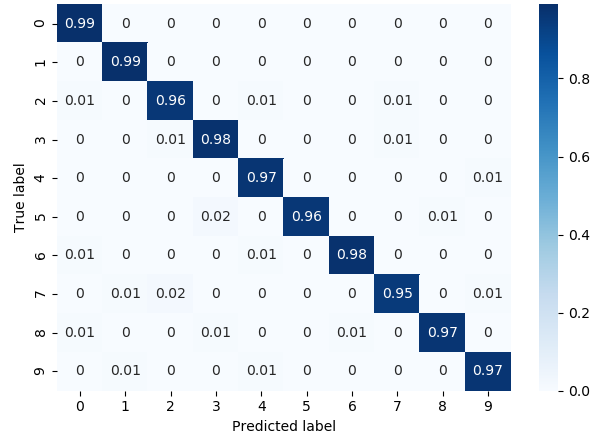 0 0.99 0 0 0 0 0 0 0 0 0
1 0 0.99 0 0 0 0 0 0 0 0
2 0.01 0 0.96 0 0.01 0 0 0.01 0 0
3 0 0 0.01 0.98 0 0 0 0.01 0 0
4 0 0 0 0 0.97 0 0 0 0 0.01
5 0 0 0 0.02 0 0.96 0 0 0.01 0
6 0.01 0 0 0 0.01 0 0.98 0 0 0
7 0 0.01 0.02 0 0 0 0 0.95 0 0.01
8 0.01 0 0 0.01 0 0 0.01 0 0.97 0
9 0 0.01 0 0 0.01 0 0 0 0 0.97
0 1 2 3 4 5 6 7 8 9
Predicted label
True label
0.8
0.6
0.4
0.2
0.0